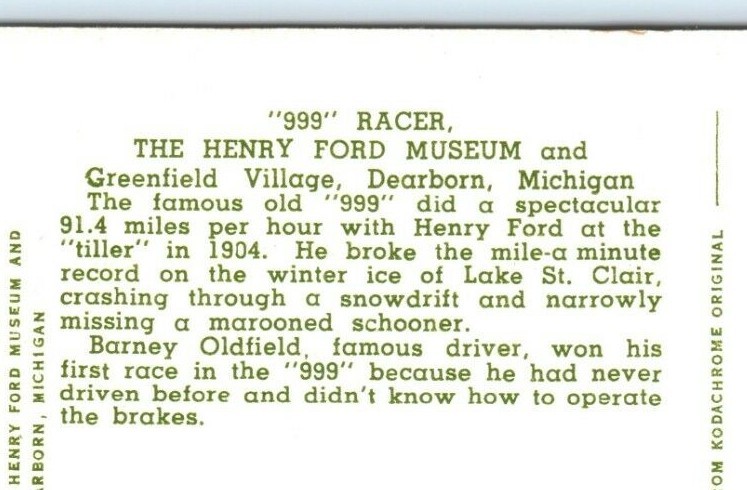 "999" RACER,
THE HENRY FORD MUSEUM and
Greenfield Village, Dearborn, Michigan
The famous old "999" did a spectacular
91.4 miles per hour with Henry Ford at the
"tiller" in 1904. He broke the mile-a minute
record on the winter ice of Lake St. Clair,
crashing through a snowdrift and narrowly
missing a marooned schooner.
Barney Oldfield, famous driver, won his
first race in the "999" because he had never
driven before and didn't know how to operate
the brakes.
HENRY FORD MUSEUM AND
ARBORN, MICHIGAN
OM KODACHROME ORIGINAL